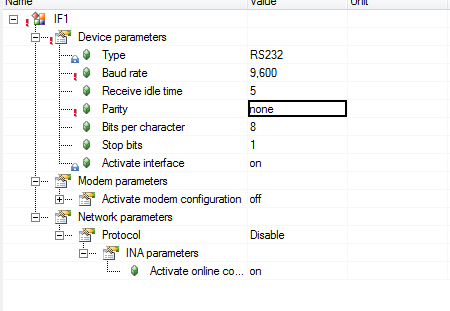 Name Value Unit
IF1
Device parameters
Type RS232
Baud rate 9,600
Receive idle time 5
Parity none
Bits per character 8
Stop bits 1
Activate interface on
Modem parameters
Activate modem configuration off
Network parameters
Protocol Disable
INA parameters
Activate online co... on